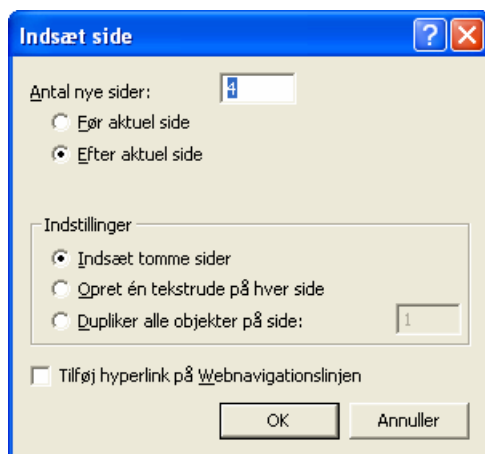 Indsæt side
Antal nye sider: 4
Før aktuel side
Efter aktuel side
Indstillinger
Indsæt tomme sider
Opret én tekstrude på hver side
Dupliker alle objekter på side: 1
Tilføj hyperlink på Webnavigationslinjen
OK Annuller